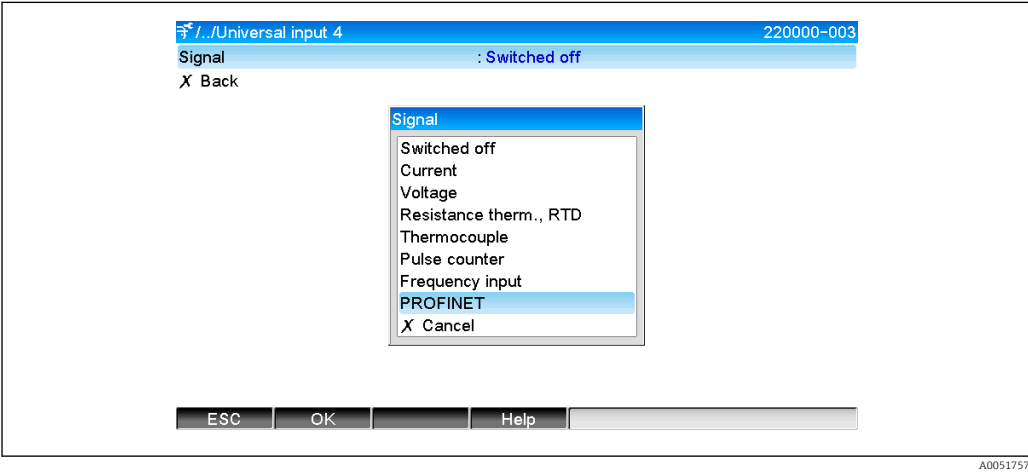 /../Universal input 4 220000-003
Signal : Switched off
X Back
Signal
Switched off
Current
Voltage
Resistance therm., RTD
Thermocouple
Pulse counter
Frequency input
PROFINET
X Cancel
ESC OK Help
A0051757